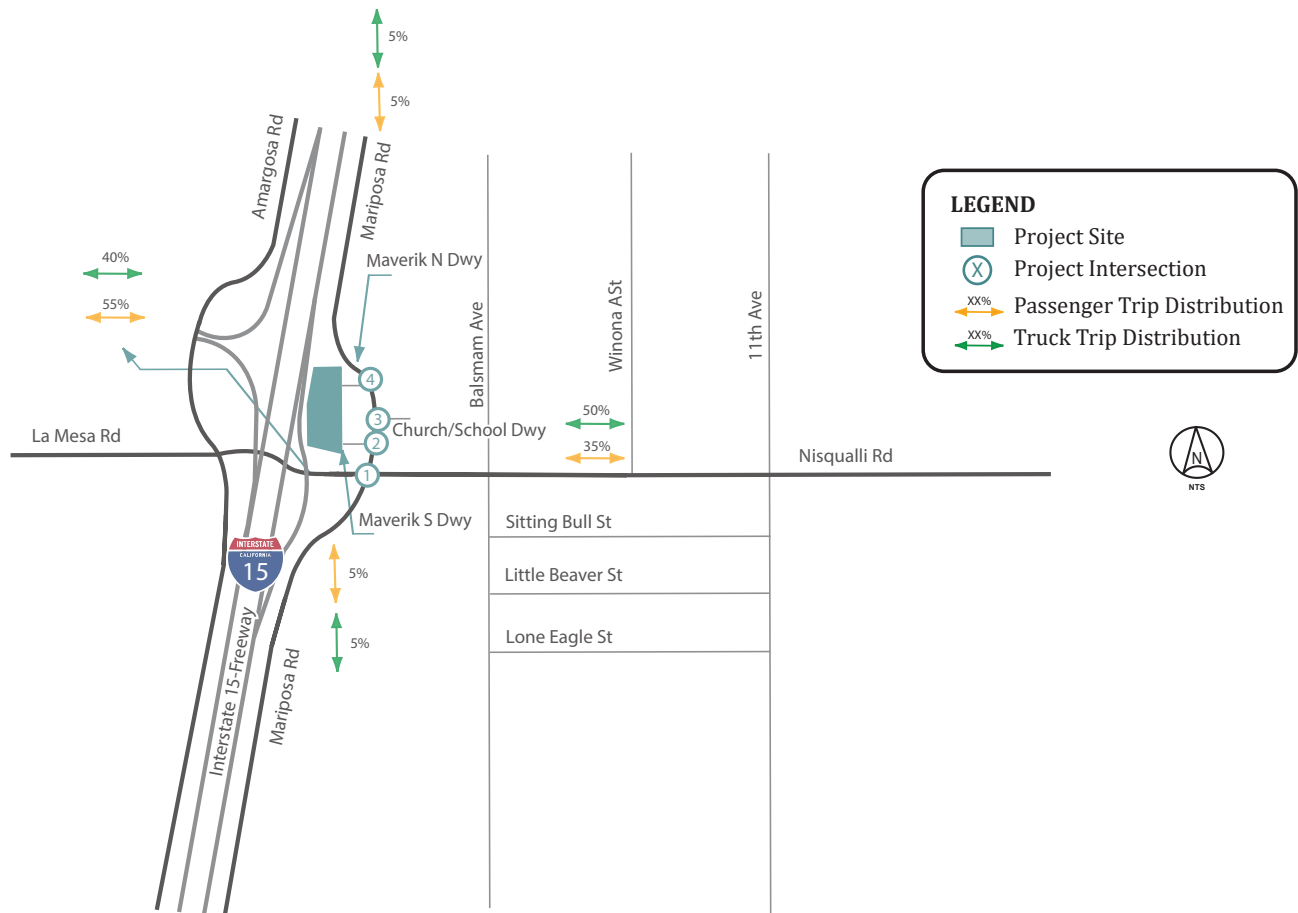 5%
5%
Amargosa Rd
Mariposa Rd
Maverik N Dwy
40%
55%
Balsmam Ave
Winona ASt
11th Ave
LEGEND
Project Site
X
Project Intersection
XX%
Passenger Trip Distribution
XX%
Truck Trip Distribution
4
3
Church/School Dwy
2
1
50%
35%
La Mesa Rd
Nisqualli Rd
N
NTS
Maverik S Dwy
Sitting Bull St
Little Beaver St
Lone Eagle St
INTERSTATE
CALIFORNIA
15
5%
5%
Interstate 15-Freeway
Mariposa Rd